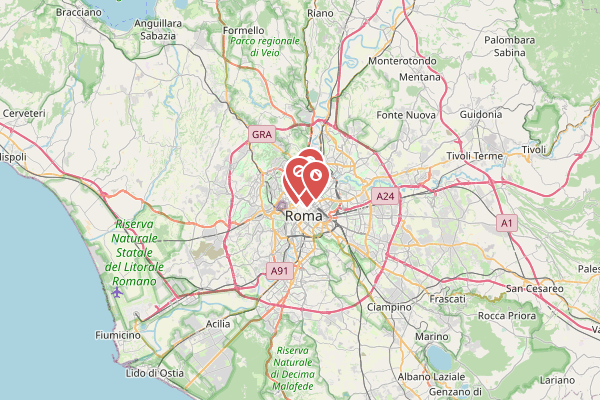 Bracciano
Riano
Anguillara
Sabazia
Formello
Parco regionale
di Veio
Palombara
Sabina
Monterotondo
Mentana
Cerveteri
Fonte Nuova
Guidonia
GRA
Tivoli
Tivoli Terme
ispoli
A24
Roma
A1
Riserva
Naturale
Statale
del Litorale
Romano
A91
Pales
San Cesareo
Frascati
Ciampino
Rocca Priora
Acilia
Va
Fiumicino
Marino
Riserva
Naturale
di Decima
Malafede
Lido di Ostia
Albano Laziale
Lariano
Genzano di